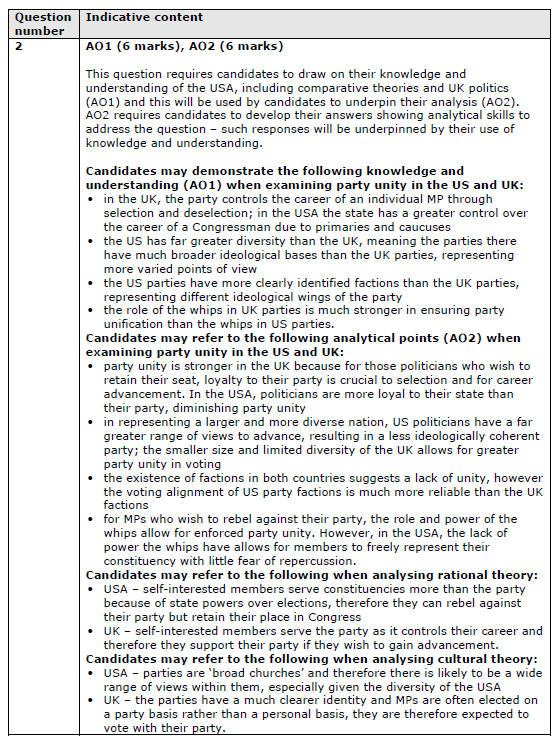 Question number
Indicative content
2
AO1 (6 marks), AO2 (6 marks)
This question requires candidates to draw on their knowledge and
understanding of the USA, including comparative theories and UK politics
(AO1) and this will be used by candidates to underpin their analysis (AO2).
AO2 requires candidates to develop their answers showing analytical skills to
address the question – such responses will be underpinned by their use of
knowledge and understanding.
Candidates may demonstrate the following knowledge and
understanding (AO1) when examining party unity in the US and UK:
• in the UK, the party controls the career of an individual MP through
selection and deselection; in the USA the state has a greater control over
the career of a Congressman due to primaries and caucuses
• the US has far greater diversity than the UK, meaning the parties there
have much broader ideological bases than the UK parties, representing
more varied points of view
• the US parties have more clearly identified factions than the UK parties,
representing different ideological wings of the party
• the role of the whips in UK parties is much stronger in ensuring party
unification than the whips in US parties.
Candidates may refer to the following analytical points (AO2) when
examining party unity in the US and UK:
• party unity is stronger in the UK because for those politicians who wish to
retain their seat, loyalty to their party is crucial to selection and for career
advancement. In the USA, politicians are more loyal to their state than
their party, diminishing party unity
• in representing a larger and more diverse nation, US politicians have a far
greater range of views to advance, resulting in a less ideologically coherent
party; the smaller size and limited diversity of the UK allows for greater
party unity in voting
• the existence of factions in both countries suggests a lack of unity, however
the voting alignment of US party factions is much more reliable than the UK
factions
• for MPs who wish to rebel against their party, the role and power of the
whips allow for enforced party unity. However, in the USA, the lack of
power the whips have allows for members to freely represent their
constituency with little fear of repercussion.
Candidates may refer to the following when analysing rational theory:
• USA – self-interested members serve constituencies more than the party
because of state powers over elections, therefore they can rebel against
their party but retain their place in Congress
• UK – self-interested members serve the party as it controls their career and
therefore they support their party if they wish to gain advancement.
Candidates may refer to the following when analysing cultural theory:
• USA – parties are ‘broad churches’ and therefore there is likely to be a wide
range of views within them, especially given the diversity of the USA
• UK – the parties have a much clearer identity and MPs are often elected on
a party basis rather than a personal basis, they are therefore expected to
vote with their party.